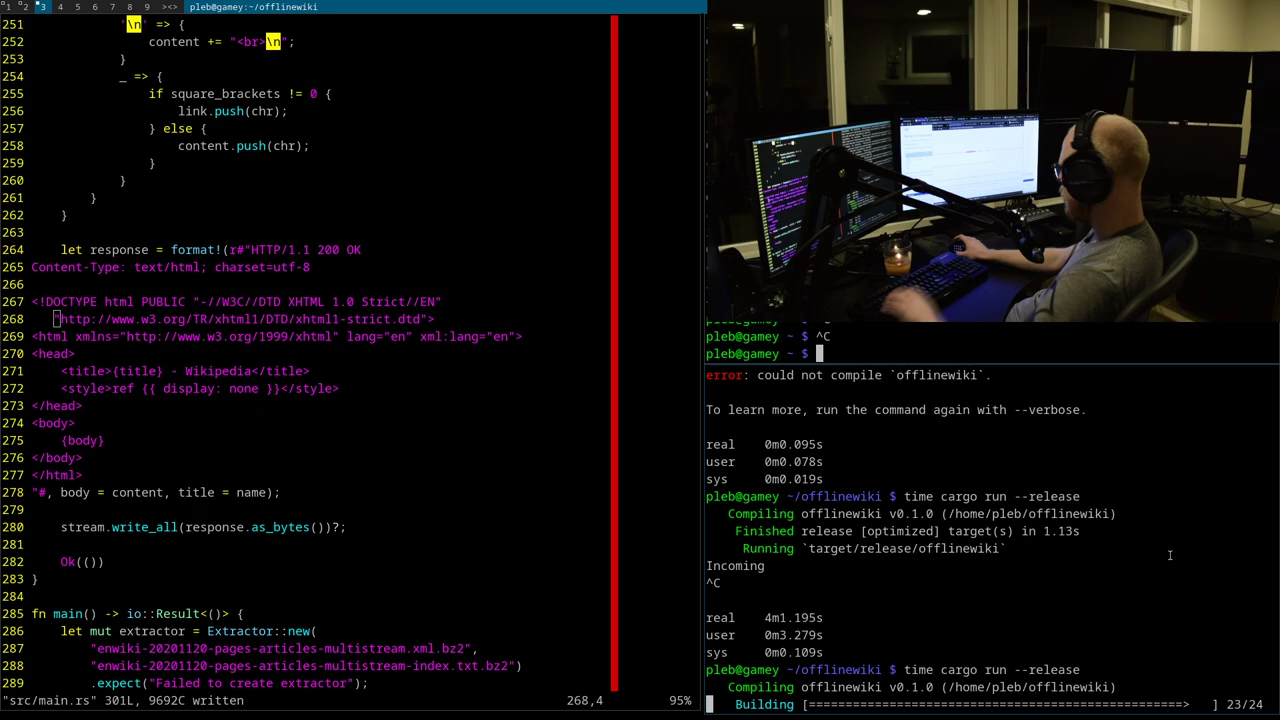 1 2 3 4 5 6 7 8 9 ><> pleb@gamey:~/offlinewiki
251 '\n' => {
252 content += "<br>\n";
253 }
254 _ => {
255 if square_brackets != 0 {
256 link.push(chr);
257 } else {
258 content.push(chr);
259 }
260 }
261 }
262 }
263
264 let response = format!(r#"HTTP/1.1 200 OK
265 Content-Type: text/html; charset=utf-8
266
267 <!DOCTYPE html PUBLIC "-//W3C//DTD XHTML 1.0 Strict//EN"
268 "http://www.w3.org/TR/xhtml1/DTD/xhtml1-strict.dtd">
269 <html xmlns="http://www.w3.org/1999/xhtml" lang="en" xml:lang="en">
270 <head>
271 <title>{title} - Wikipedia</title>
272 <style>ref {{ display: none }}</style>
273 </head>
274 <body>
275 {body}
276 </body>
277 </html>
278 "#, body = content, title = name);
279
280 stream.write_all(response.as_bytes())?;
281
282 Ok(())
283 }
284
285 fn main() -> io::Result<()> {
286 let mut extractor = Extractor::new(
287 "enwiki-20201120-pages-articles-multistream.xml.bz2",
288 "enwiki-20201120-pages-articles-multistream-index.txt.bz2")
289 .expect("Failed to create extractor");
"src/main.rs" 301L, 9692C written 268,4 95%
pleb@gamey ~ $ ^C
pleb@gamey ~ $
error: could not compile `offlinewiki`.
To learn more, run the command again with --verbose.
real 0m0.095s
user 0m0.078s
sys 0m0.019s
pleb@gamey ~/offlinewiki $ time cargo run --release
Compiling offlinewiki v0.1.0 (/home/pleb/offlinewiki)
Finished release [optimized] target(s) in 1.13s
Running `target/release/offlinewiki`
Incoming
^C
real 4m1.195s
user 0m3.279s
sys 0m0.109s
pleb@gamey ~/offlinewiki $ time cargo run --release
Compiling offlinewiki v0.1.0 (/home/pleb/offlinewiki)
Building [===================================================> ] 23/24